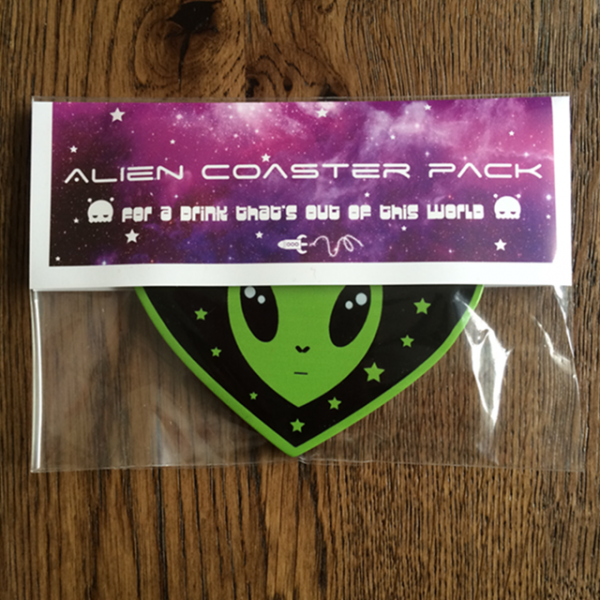 ALIEN COASTER PACK
FOR A DRINK THAT'S OUT OF THIS WORLD